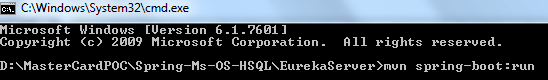 C:\Windows\System32\cmd.exe
Microsoft Windows [Version 6.1.7601]
Copyright (c) 2009 Microsoft Corporation. All rights reserved.
D:\MasterCardPOC\Spring-Ms-OS-HSQL\EurekaServer>mvn spring-boot:run